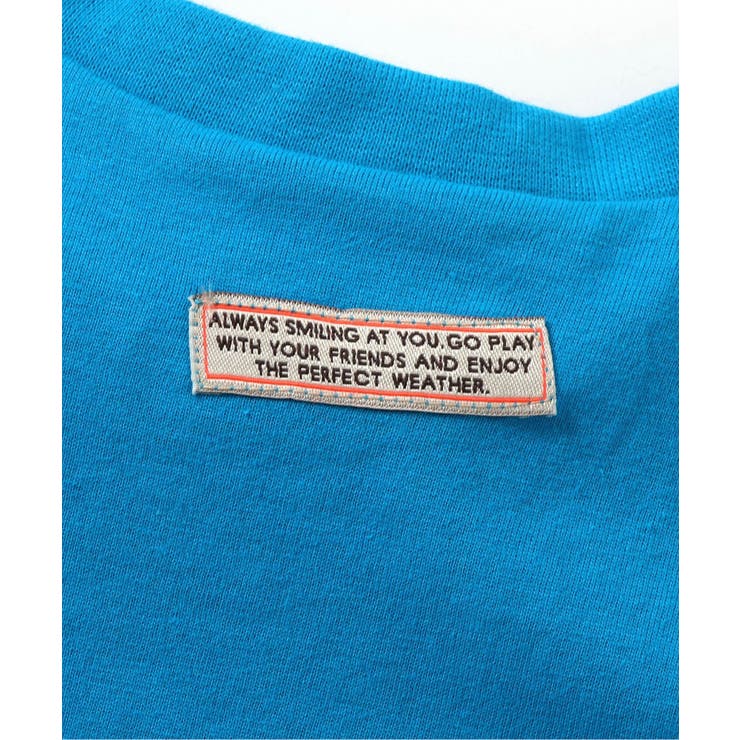 ALWAYS SMILING AT YOU.GO PLAY
WITH YOUR FRIENDS AND ENJOY
THE PERFECT WEATHER.